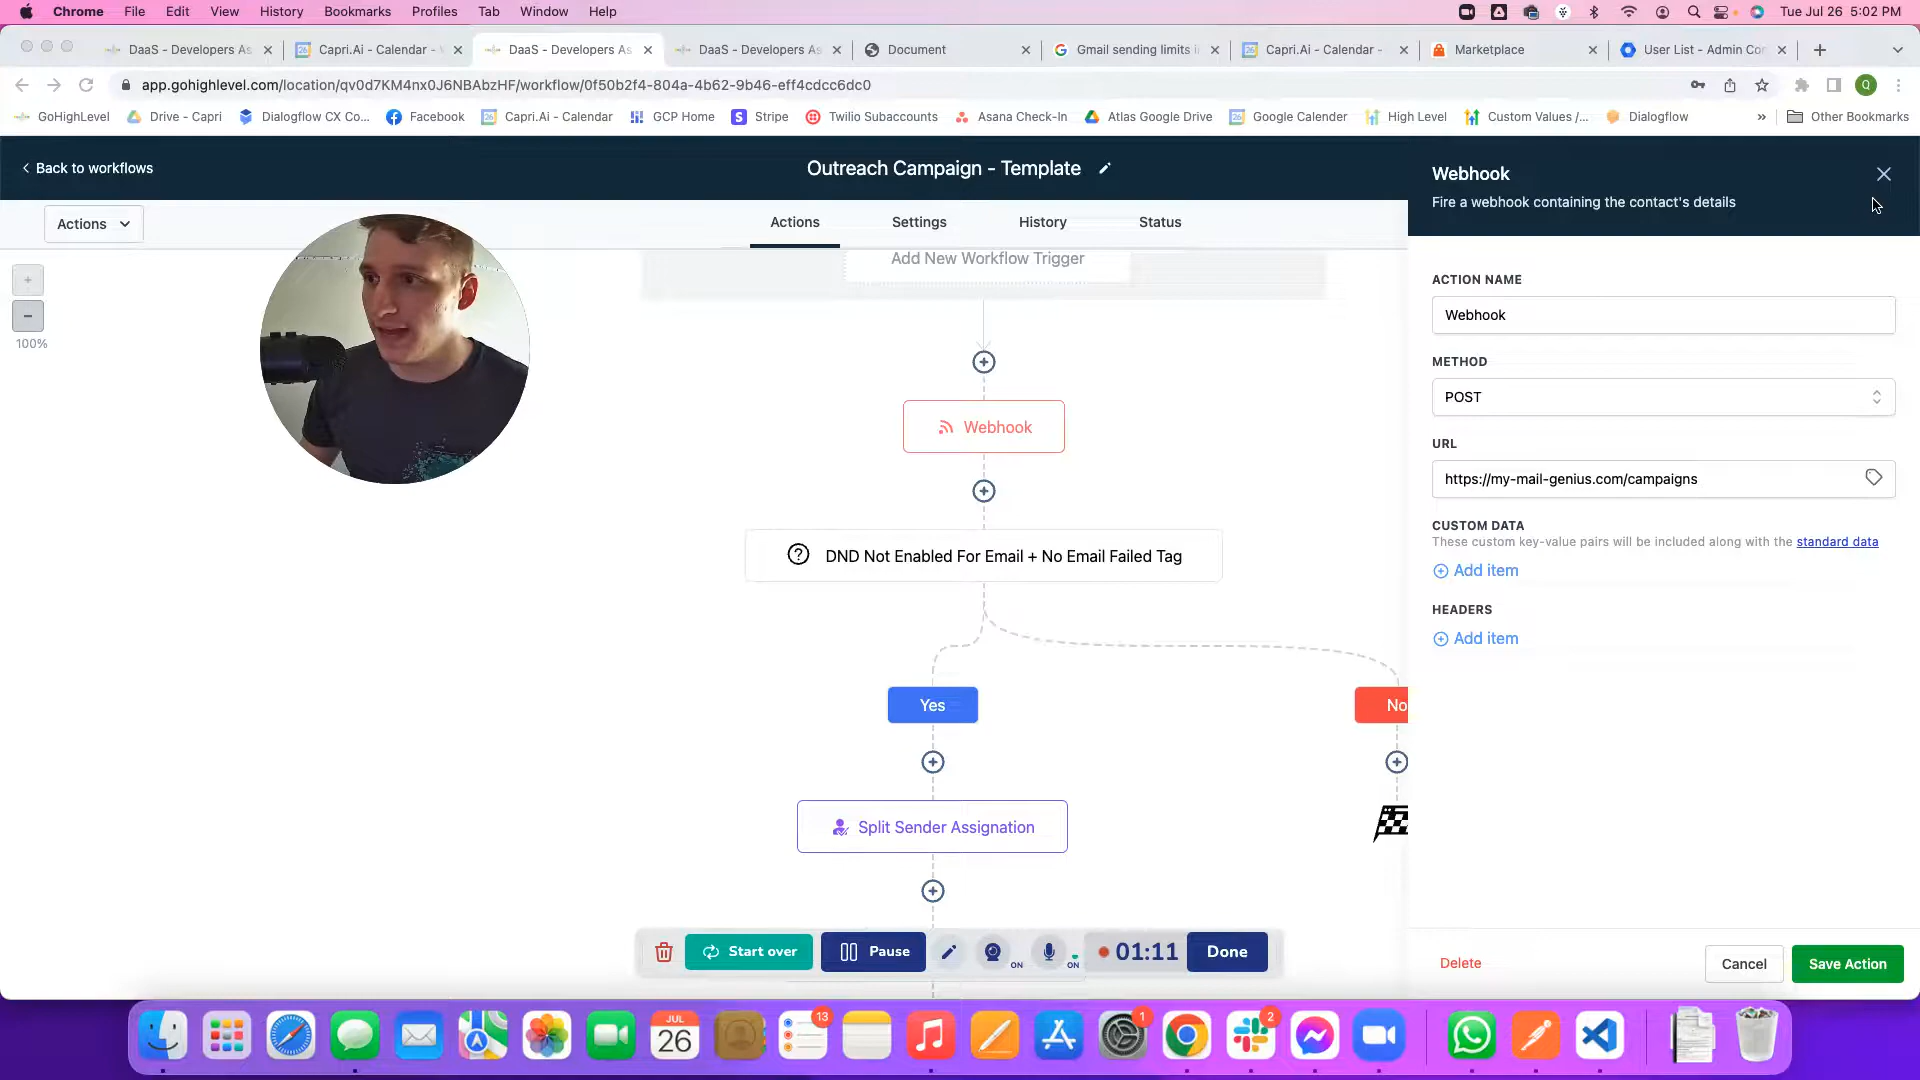 Chrome File Edit View History Bookmarks Profiles Tab Window Help Tue Jul 26 5:02 PM
DaaS - Developers As Capri.Ai - Calendar - DaaS - Developers As DaaS - Developers As Document Gmail sending limits i Capri.Ai - Calendar - Marketplace User List - Admin Con
app.gohighlevel.com/location/qv0d7KM4nx0J6NBAbzHF/workflow/0f50b2f4-804a-4b62-9b46-eff4cdcc6dc0 Q
GoHighLevel Drive - Capri Dialogflow CX Co... Facebook Capri.Ai - Calendar GCP Home Stripe Twilio Subaccounts Asana Check-In Atlas Google Drive Google Calender High Level Custom Values /... Dialogflow » Other Bookmarks
Back to workflows
Outreach Campaign - Template
Actions
Actions Settings History Status
100%
Add New Workflow Trigger
Webhook
DND Not Enabled For Email + No Email Failed Tag
Yes
No
Split Sender Assignation
Webhook
Fire a webhook containing the contact's details
ACTION NAME
Webhook
METHOD
POST
URL
https://my-mail-genius.com/campaigns
CUSTOM DATA
These custom key-value pairs will be included along with the standard data
Add item
HEADERS
Add item
Delete
Cancel
Save Action
Start over
Pause
ON
ON
01:11
Done
JUL
26
13
1
2